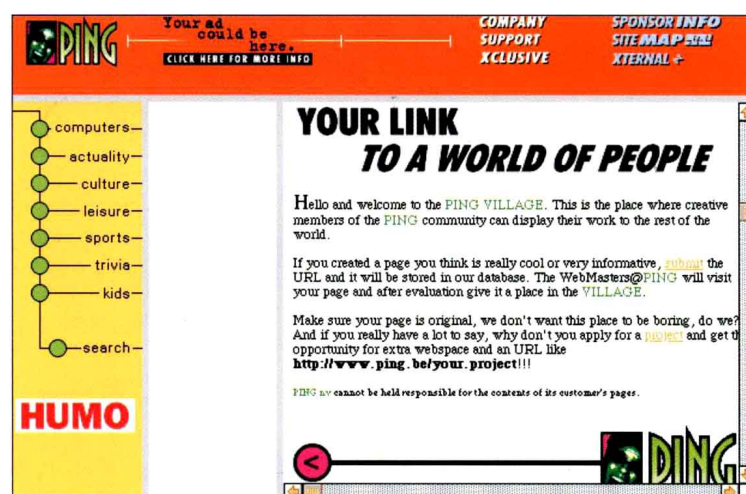 PING
Your ad
could be
here.
CLICK HERE FOR MORE INFO
COMPANY
SUPPORT
XCLUSIVE
SPONSOR INFO
SITE MAP
XTERNAL +
computers
actuality
culture
leisure
sports
trivia
kids
search
HUMO
YOUR LINK
TO A WORLD OF PEOPLE
Hello and welcome to the PING VILLAGE. This is the place where creative
members of the PING community can display their work to the rest of the
world.
If you created a page you think is really cool or very informative, submit the
URL and it will be stored in our database. The WebMasters@PING will visit
your page and after evaluation give it a place in the VILLAGE.
Make sure your page is original, we don't want this place to be boring, do we?
And if you really have a lot to say, why don't you apply for a project and get th
opportunity for extra webspace and an URL like
http://www.ping.be/your.project!!!
PING nv cannot be held responsible for the contents of its customer's pages.
<
PING